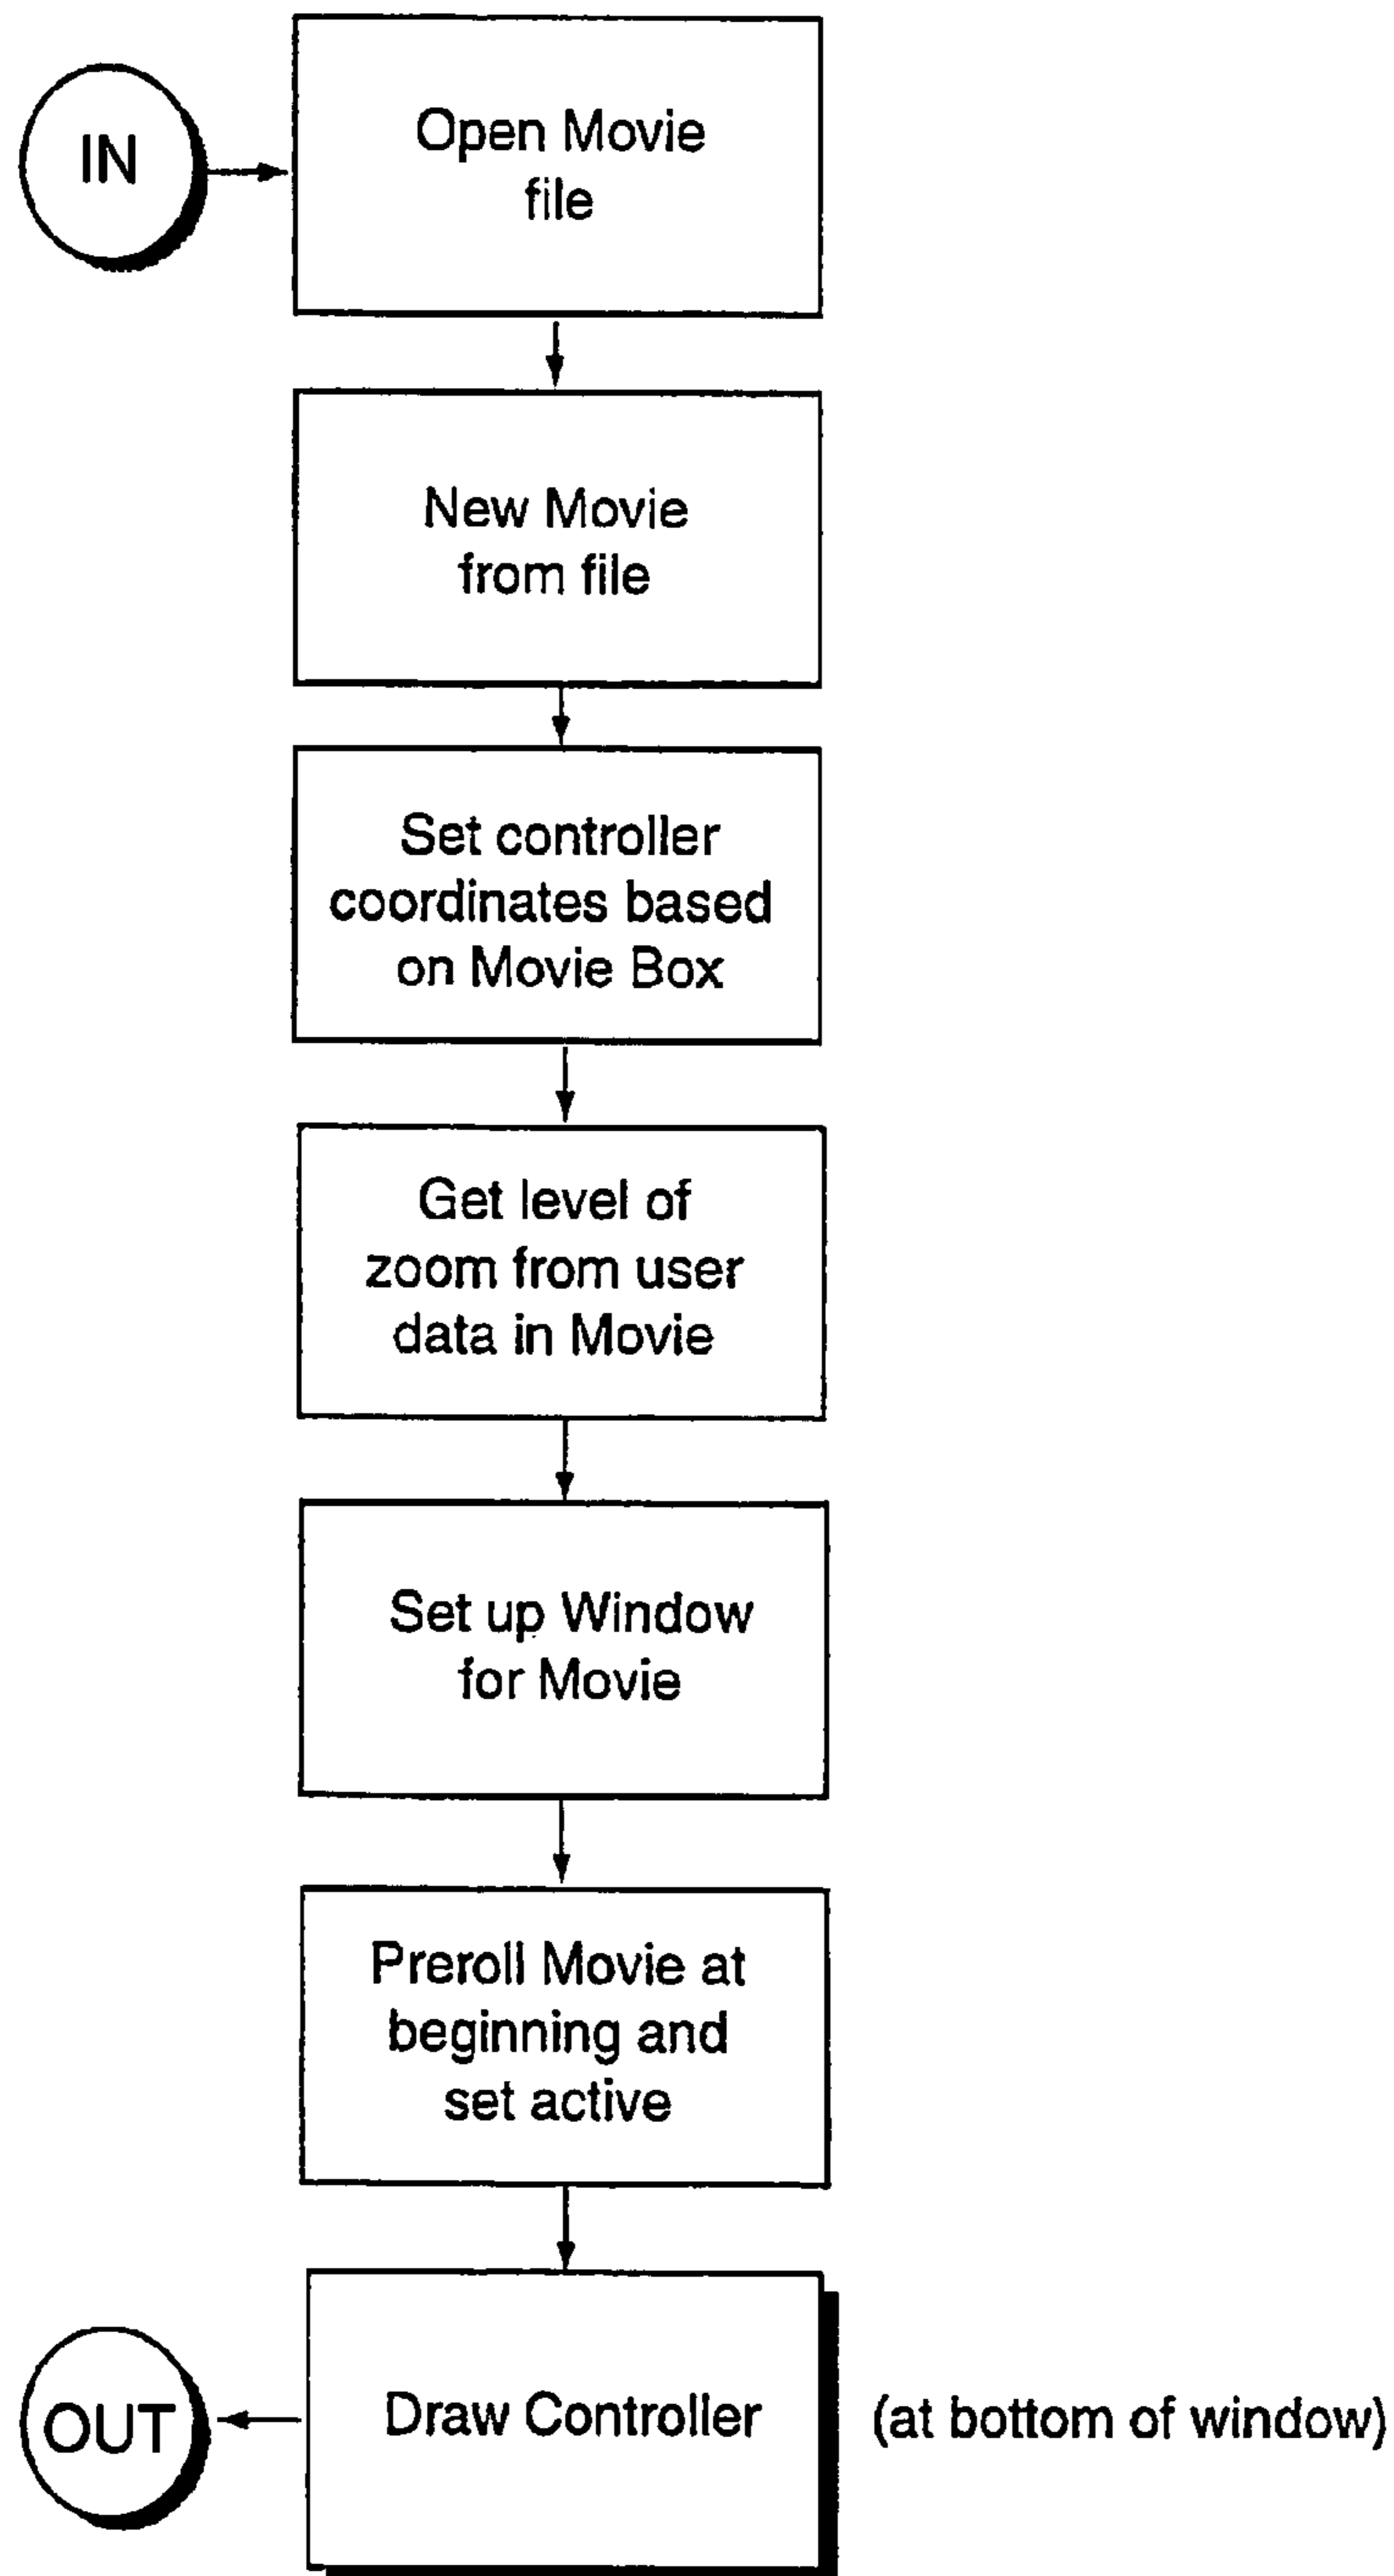 IN
Open Movie
file
New Movie
from file
Set controller
coordinates based
on Movie Box
Get level of
zoom from user
data in Movie
Set up Window
for Movie
Preroll Movie at
beginning and
set active
Draw Controller
(at bottom of window)
OUT